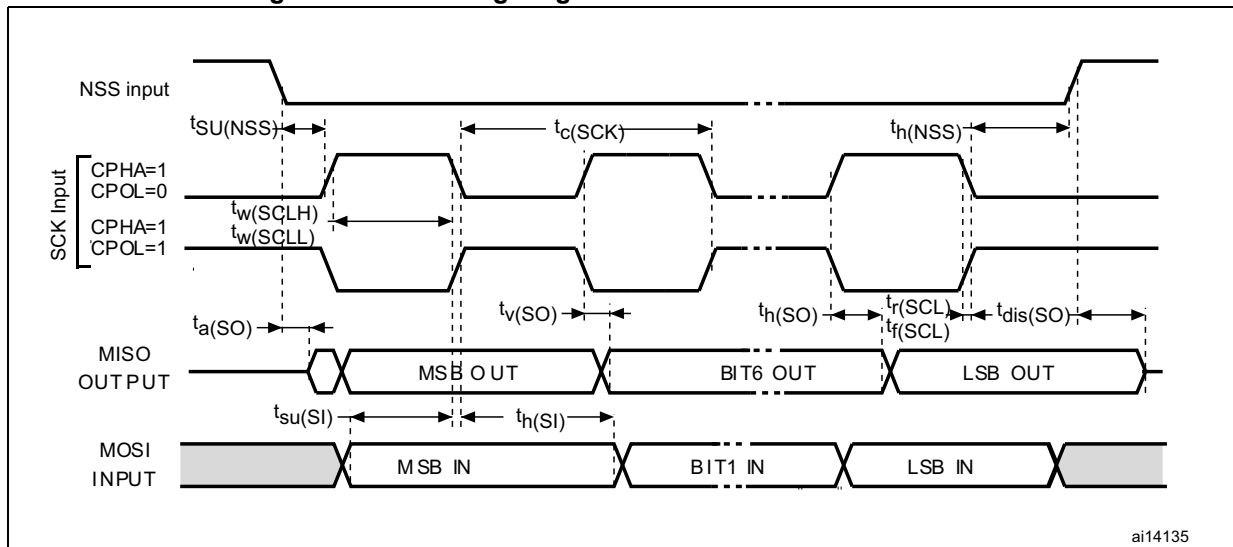 NSS input
tSU(NSS)
tc(SCK)
th(NSS)
SCK Input
CPHA=1
CPOL=0
tw(SCLH)
tw(SCLL)
CPHA=1
CPOL=1
ta(SO)
tv(SO)
th(SO)
tr(SCL)
tf(SCL)
tdis(SO)
MISO
OUTPUT
MSB OUT
BIT6 OUT
LSB OUT
tsu(SI)
th(SI)
MOSI
INPUT
MSB IN
BIT1 IN
LSB IN
ai14135